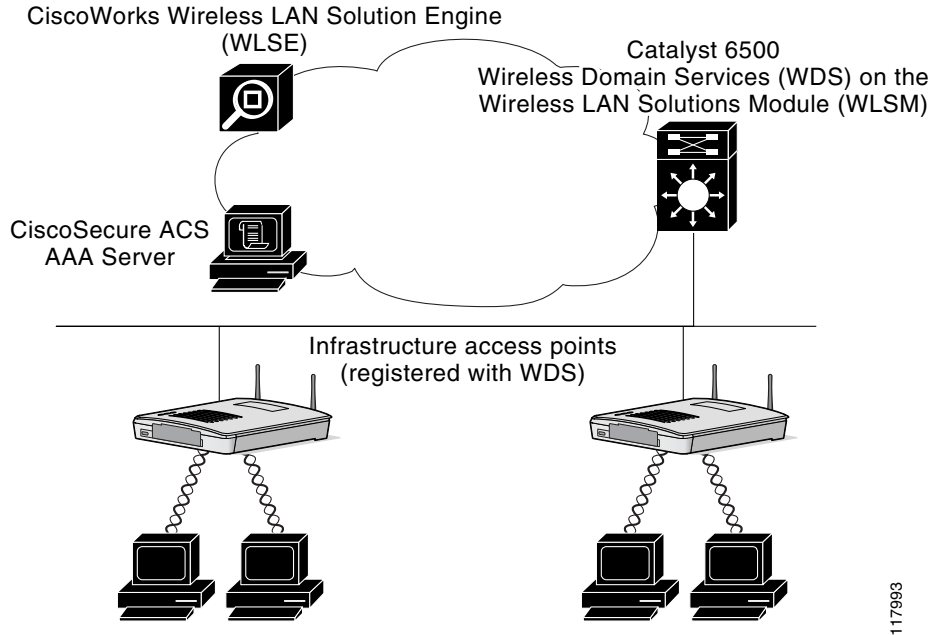 CiscoWorks Wireless LAN Solution Engine
(WLSE)
Catalyst 6500
Wireless Domain Services (WDS) on the
Wireless LAN Solutions Module (WLSM)
CiscoSecure ACS
AAA Server
Infrastructure access points
(registered with WDS)
117993